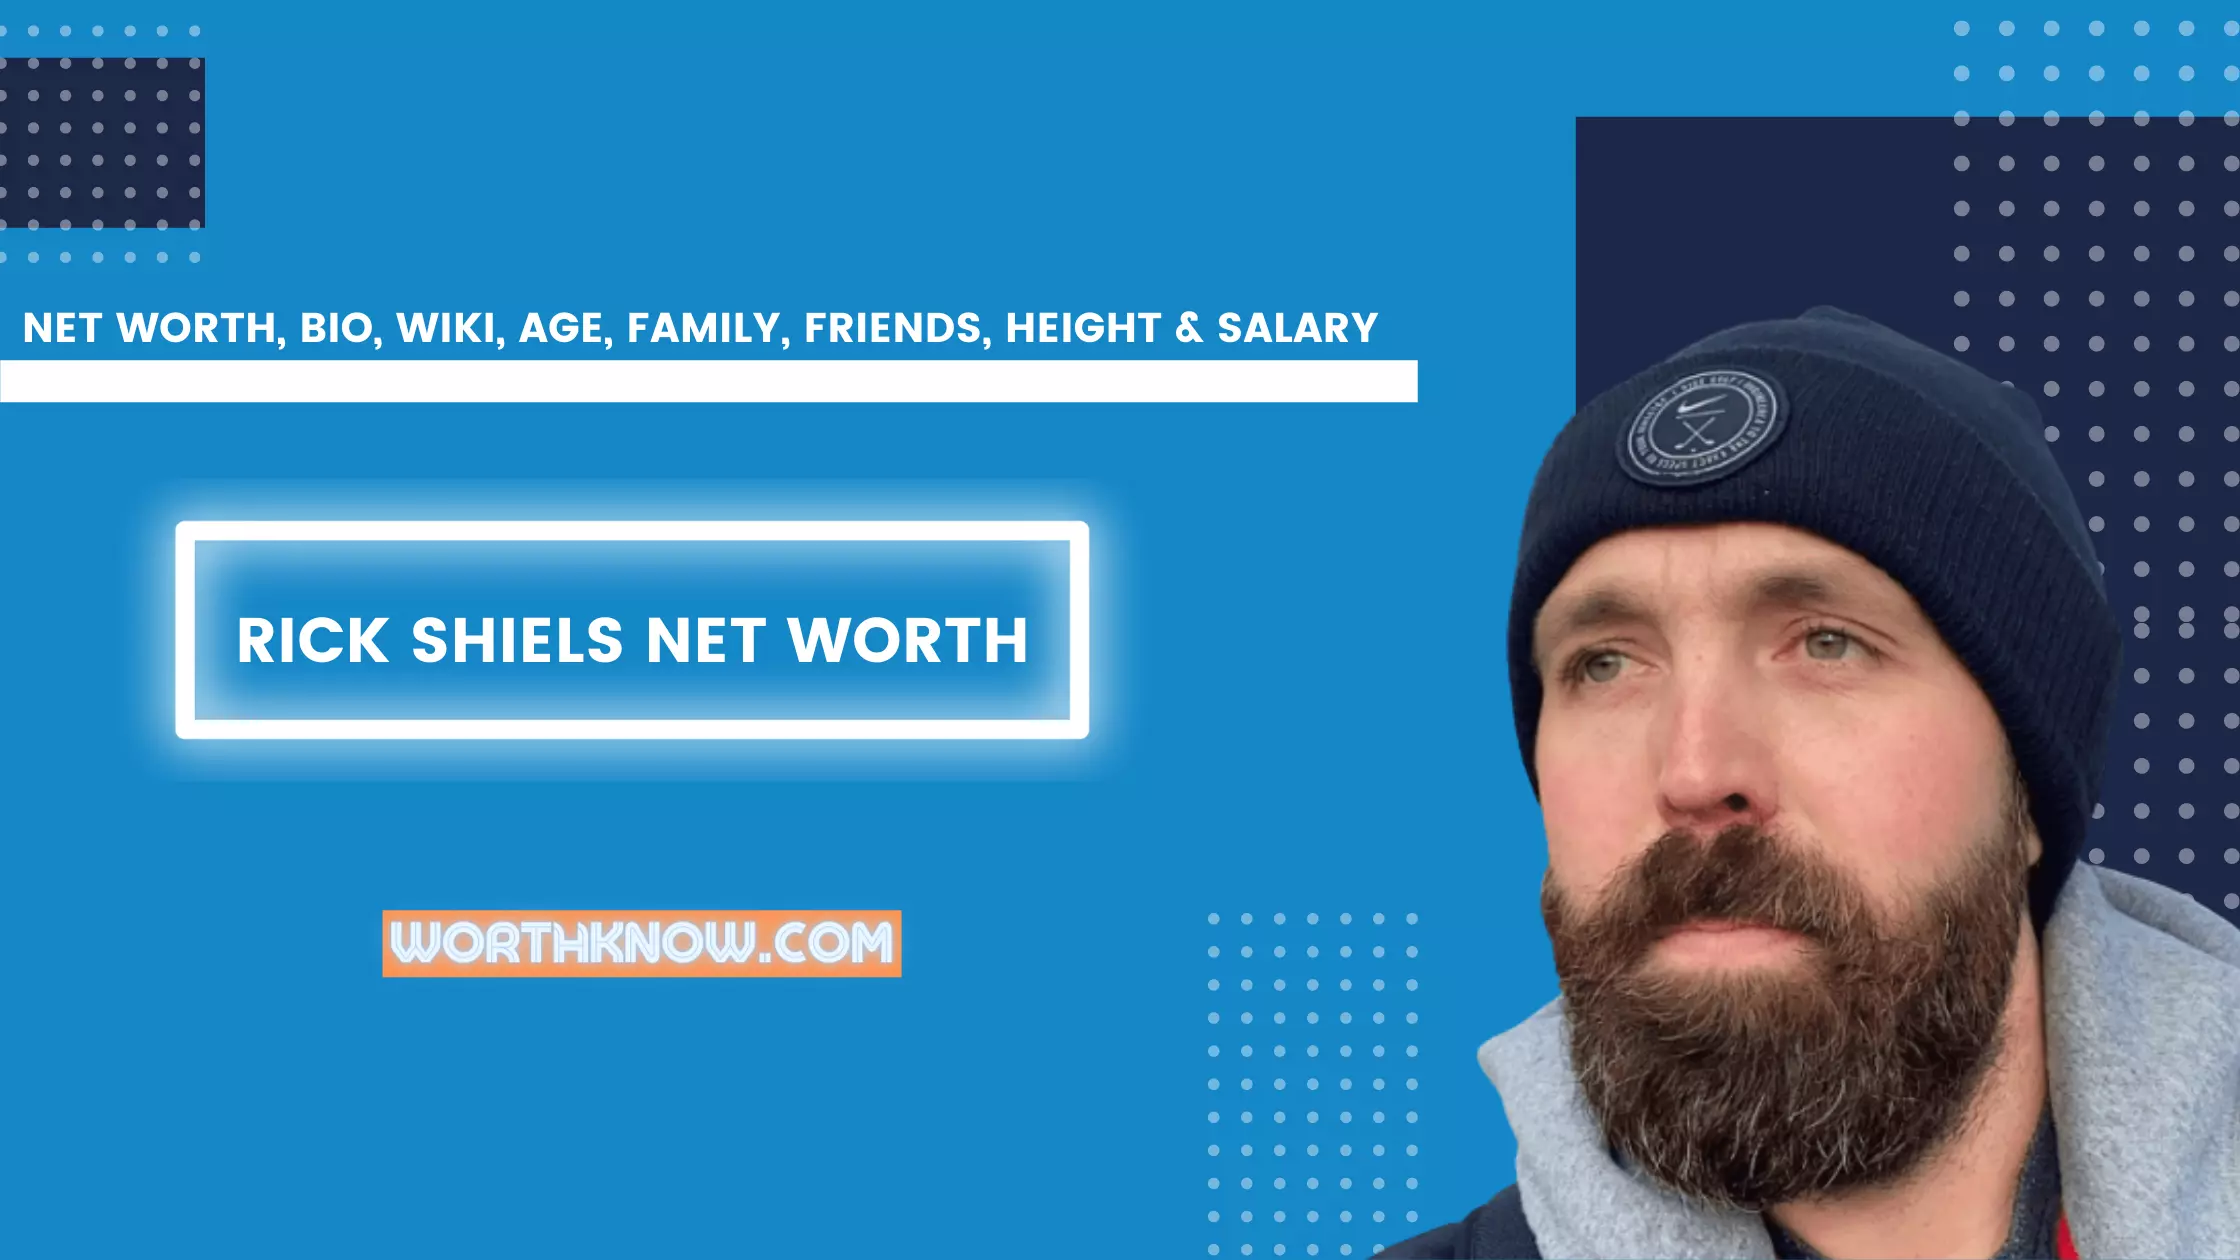 NET WORTH, BIO, WIKI, AGE, FAMILY, FRIENDS, HEIGHT & SALARY
RICK SHIELS NET WORTH
WORTHKNOW.COM